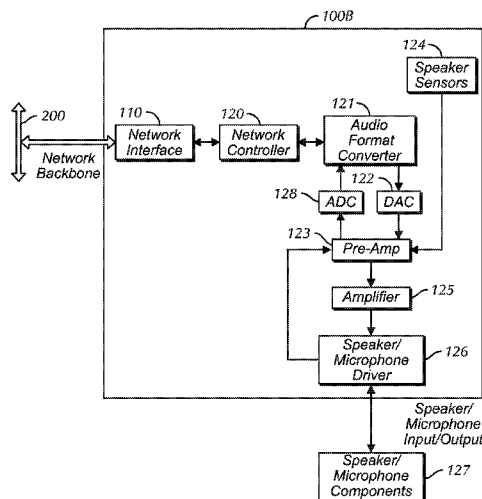 100B
124
Speaker
Sensors
200
110
120
121
Network
Interface
Network
Controller
Audio
Format
Converter
Network
Backbone
128
122
ADC
DAC
123
Pre-Amp
Amplifier
125
Speaker/
Microphone
Driver
126
Speaker/
Microphone
Input/Output
Speaker/
Microphone
Components
127